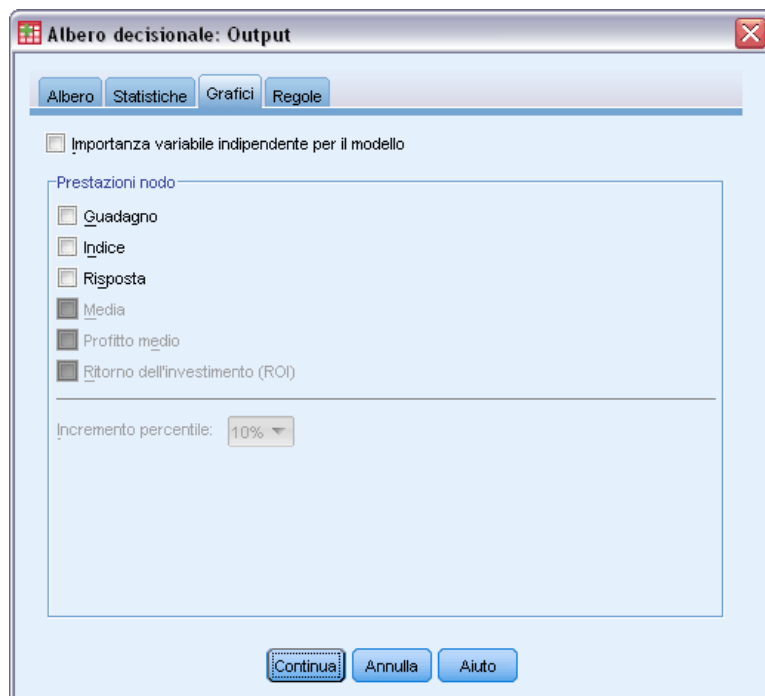 Albero decisionale: Output
Albero Statistiche Grafici Regole
Importanza variabile indipendente per il modello
Prestazioni nodo
Guadagno
Indice
Risposta
Media
Profitto medio
Ritorno dell'investimento (ROI)
Incremento percentile: 10%
Continua Annulla Aiuto